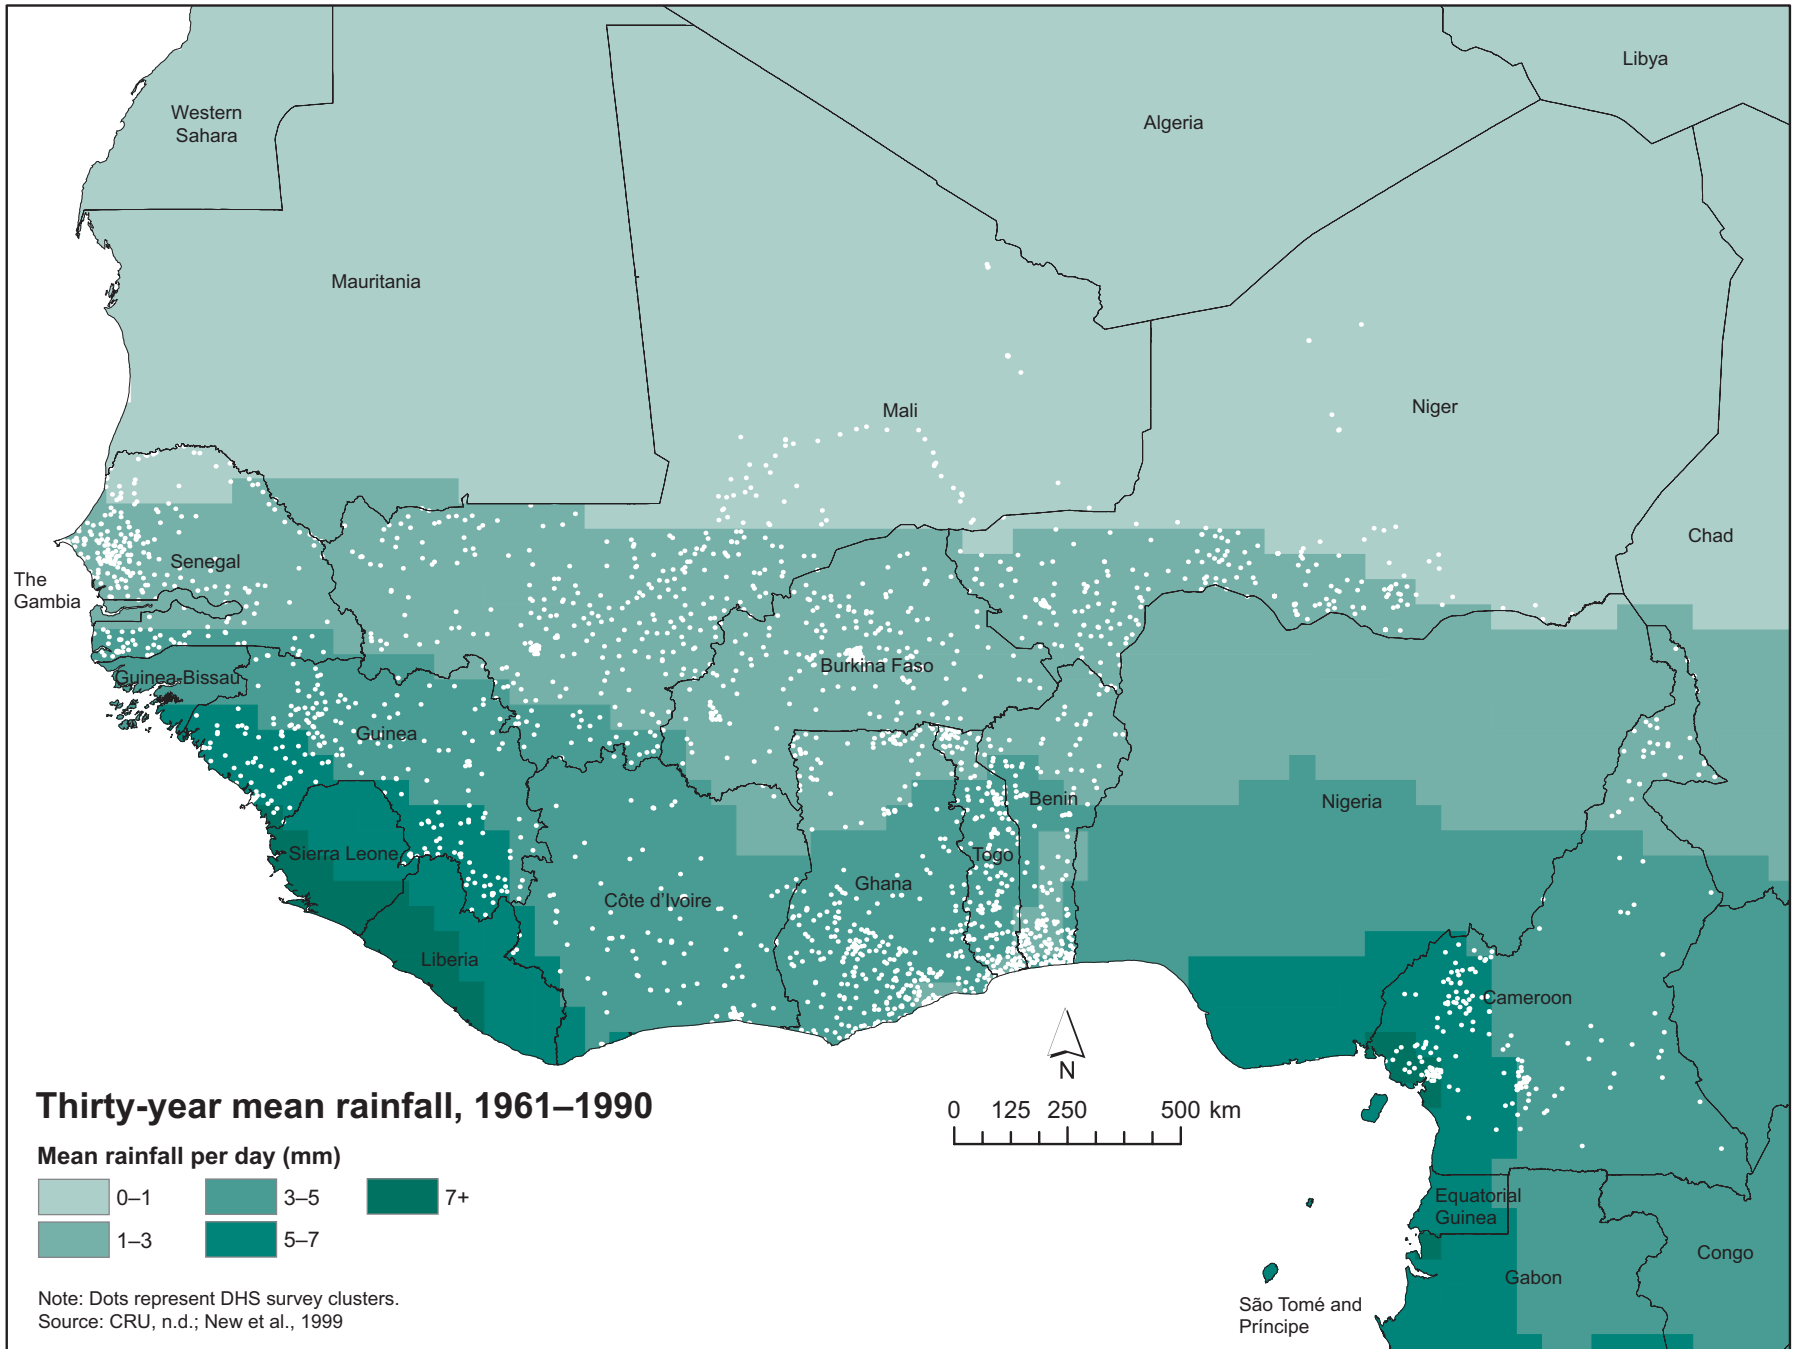 Libya
Western
Sahara
Algeria
Mauritania
Mali
Niger
Chad
Senegal
The
Gambia
Burkina Faso
Guinea-Bissau
Guinea
Benin
Nigeria
Sierra Leone
Togo
Ghana
Côte d’Ivoire
Liberia
Cameroon
N
0 125 250 500 km
Thirty-year mean rainfall, 1961–1990
Mean rainfall per day (mm)
0–1
3–5
7+
1–3
5–7
Equatorial
Guinea
Congo
Gabon
São Tomé and
Príncipe
Note: Dots represent DHS survey clusters.
Source: CRU, n.d.; New et al., 1999